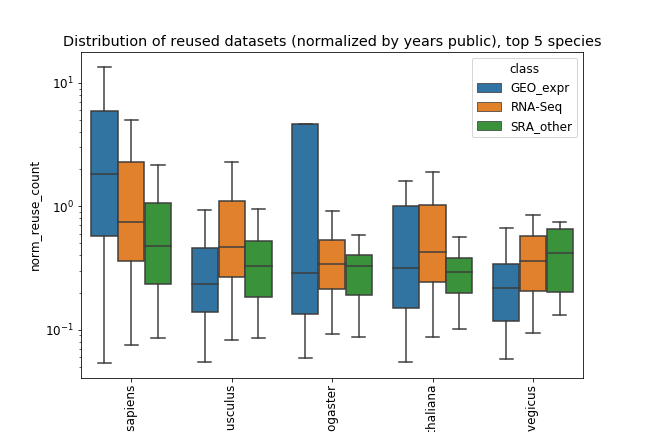 Distribution of reused datasets (normalized by years public), top 5 species
class
GEO_expr
RNA-Seq
SRA_other
norm_reuse_count
10¹
10⁰
10⁻¹
sapiens
usculus
ogaster
thaliana
vegicus